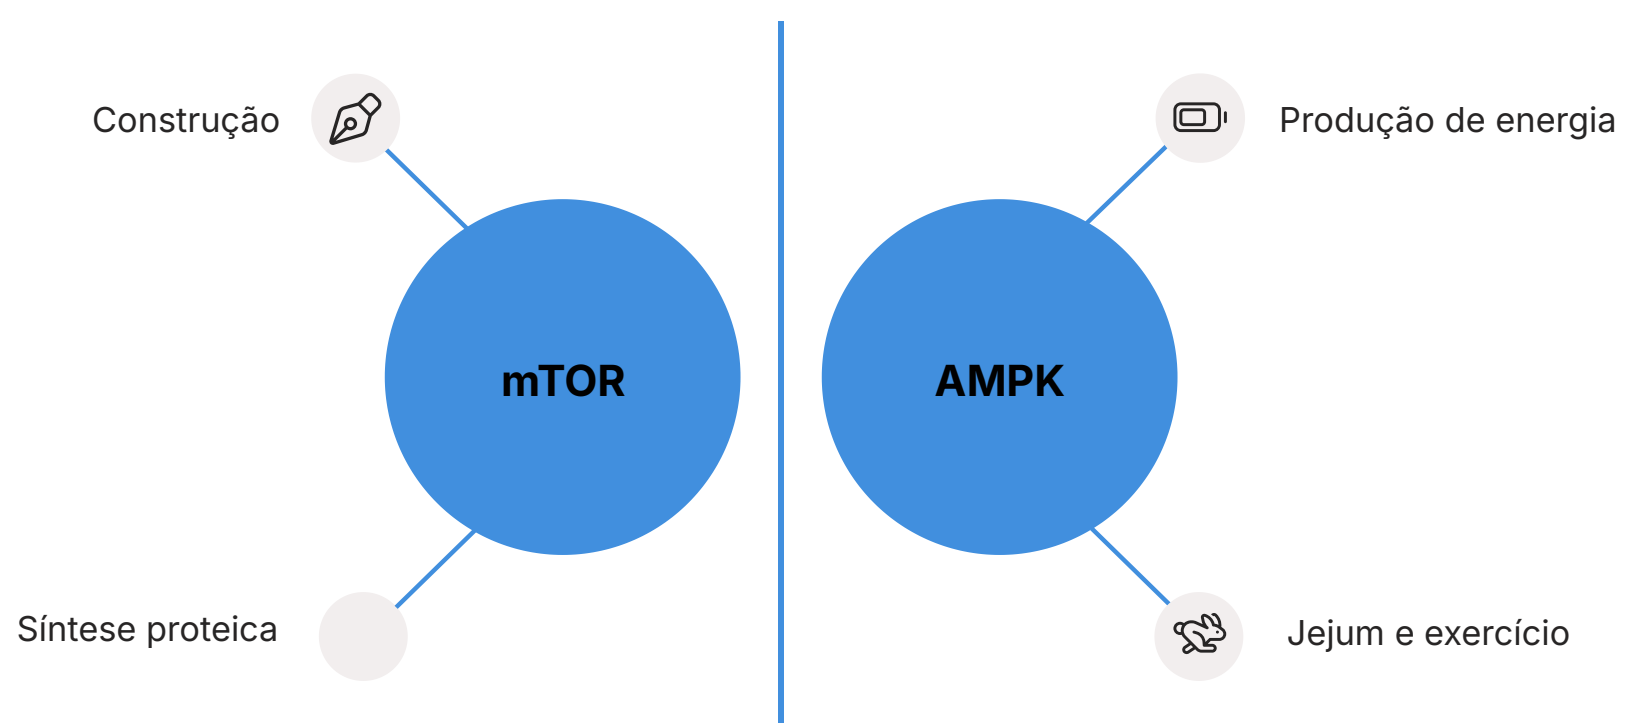 Construção
Síntese proteica
mTOR
AMPK
Produção de energia
Jejum e exercício